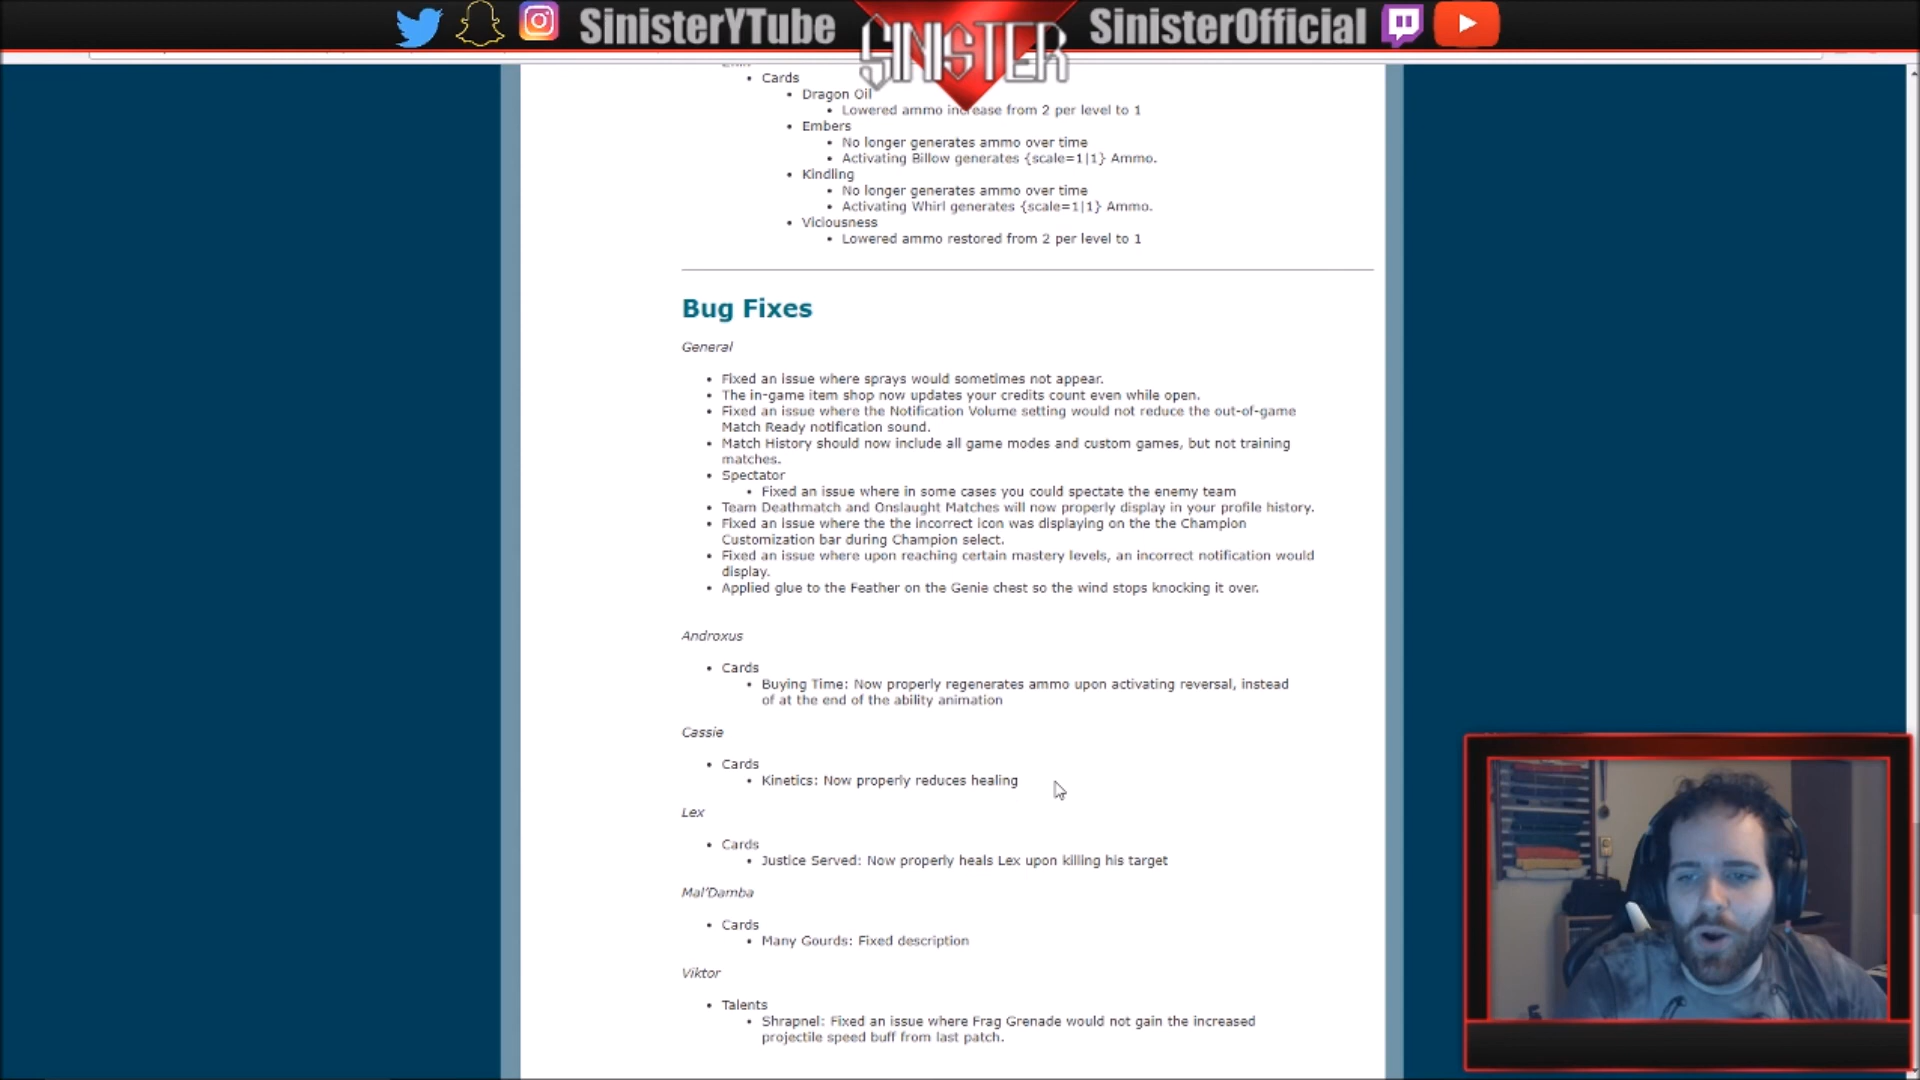 SinisterYTube
SINISTER
SinisterOfficial
Cards
Dragon Oil
Lowered ammo increase from 2 per level to 1
Embers
No longer generates ammo over time
Activating Billow generates {scale=1|1} Ammo.
Kindling
No longer generates ammo over time
Activating Whirl generates {scale=1|1} Ammo.
Viciousness
Lowered ammo restored from 2 per level to 1
Bug Fixes
General
Fixed an issue where sprays would sometimes not appear.
The in-game item shop now updates your credits count even while open.
Fixed an issue where the Notification Volume setting would not reduce the out-of-game
Match Ready notification sound.
Match History should now include all game modes and custom games, but not training
matches.
Spectator
Fixed an issue where in some cases you could spectate the enemy team
Team Deathmatch and Onslaught Matches will now properly display in your profile history.
Fixed an issue where the the incorrect icon was displaying on the the Champion
Customization bar during Champion select.
Fixed an issue where upon reaching certain mastery levels, an incorrect notification would
display.
Applied glue to the Feather on the Genie chest so the wind stops knocking it over.
Androxus
Cards
Buying Time: Now properly regenerates ammo upon activating reversal, instead
of at the end of the ability animation
Cassie
Cards
Kinetics: Now properly reduces healing
Lex
Cards
Justice Served: Now properly heals Lex upon killing his target
Mal'Damba
Cards
Many Gourds: Fixed description
Viktor
Talents
Shrapnel: Fixed an issue where Frag Grenade would not gain the increased
projectile speed buff from last patch.